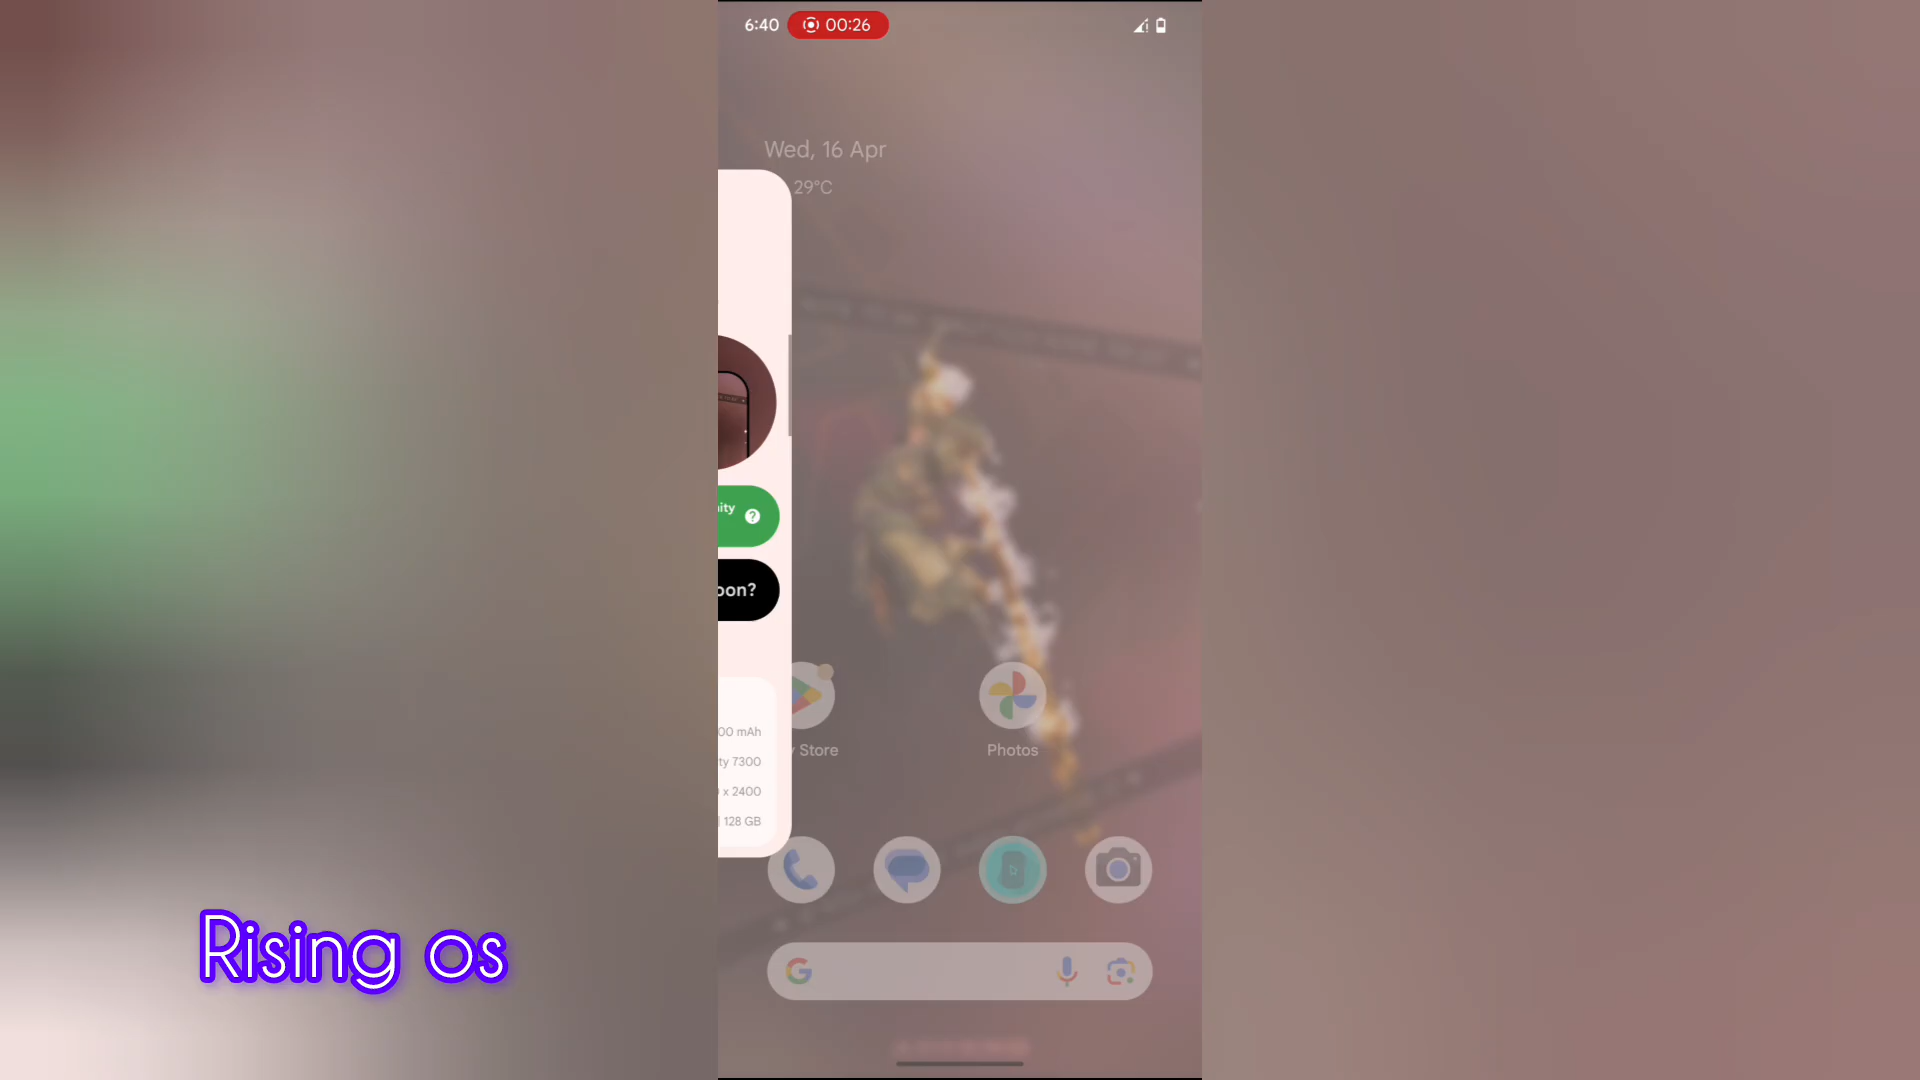 6:40 00:26
Wed, 16 Apr
29°C
?
oon?
Store
Photos
00 mAh
ty 7300
x 2400
128 GB
Rising os
G